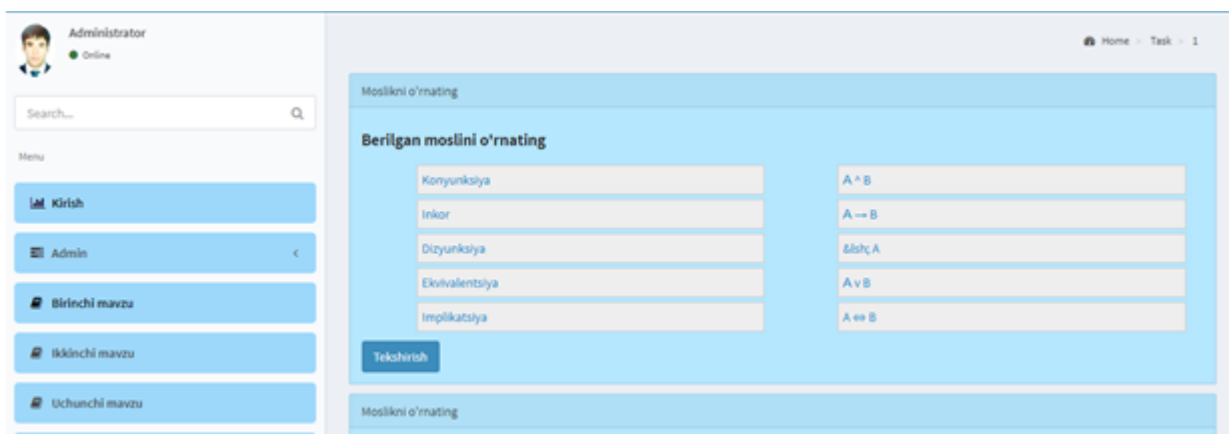 Administrator
Online
Home > Task > 1
Search...
Menu
Kirish
Admin
Birinchi mavzu
Ikkinchi mavzu
Uchunchi mavzu
Moslikni o'rnating
Berilgan moslini o'rnating
Konyunksiya A ^ B
Inkor A → B
Dizyunksiya A
Ekvivalentsiya A v B
Implikatsiya A ⇔ B
Tekshirish
Moslikni o'rnating